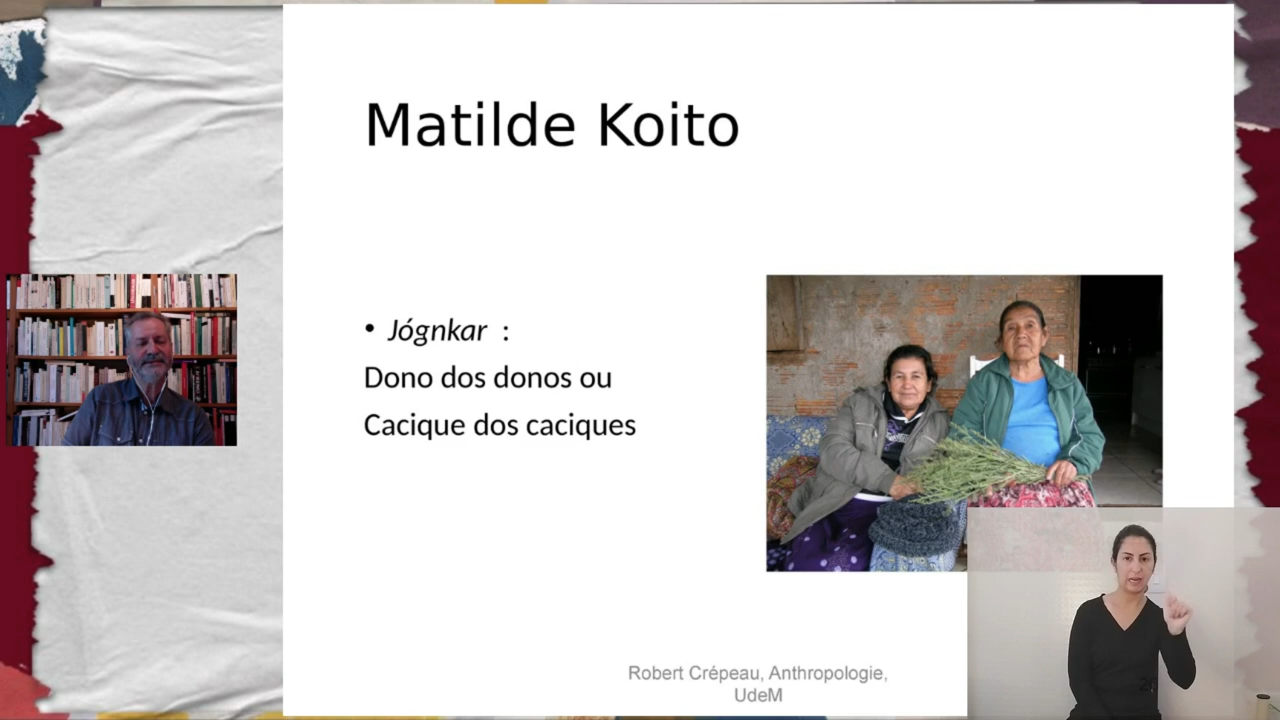 Matilde Koito
• Jógnkar :
Dono dos donos ou
Cacique dos caciques
Robert Crépeau, Anthropologie,
UdeM